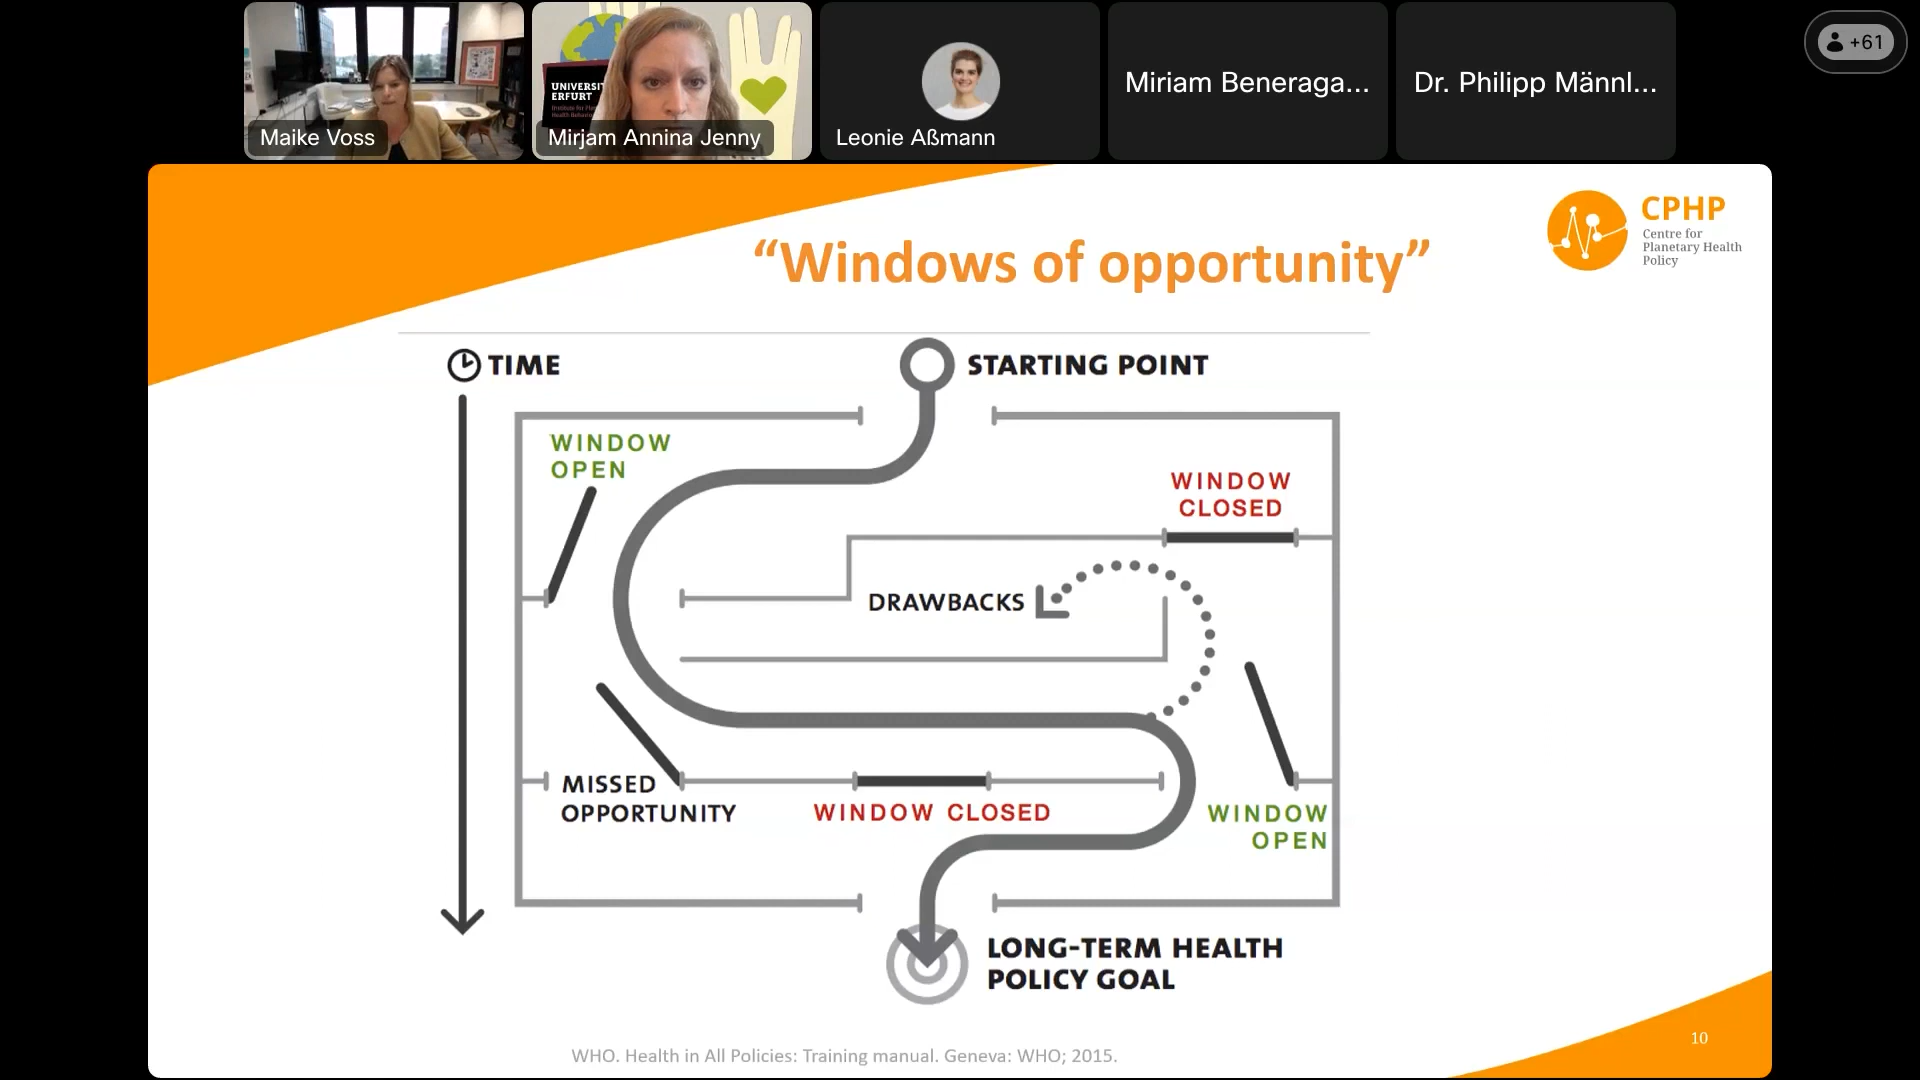 UNIVERSI
ERFURT
Maike Voss
Mirjam Annina Jenny
Leonie Aßmann
Miriam Beneraga...
Dr. Philipp Männl...
+61
CPHP
Centre for
Planetary Health
Policy
“Windows of opportunity”
TIME
STARTING POINT
WINDOW
OPEN
WINDOW
CLOSED
DRAWBACKS
MISSED
OPPORTUNITY
WINDOW CLOSED
WINDOW
OPEN
LONG-TERM HEALTH
POLICY GOAL
10
WHO. Health in All Policies: Training manual. Geneva: WHO; 2015.